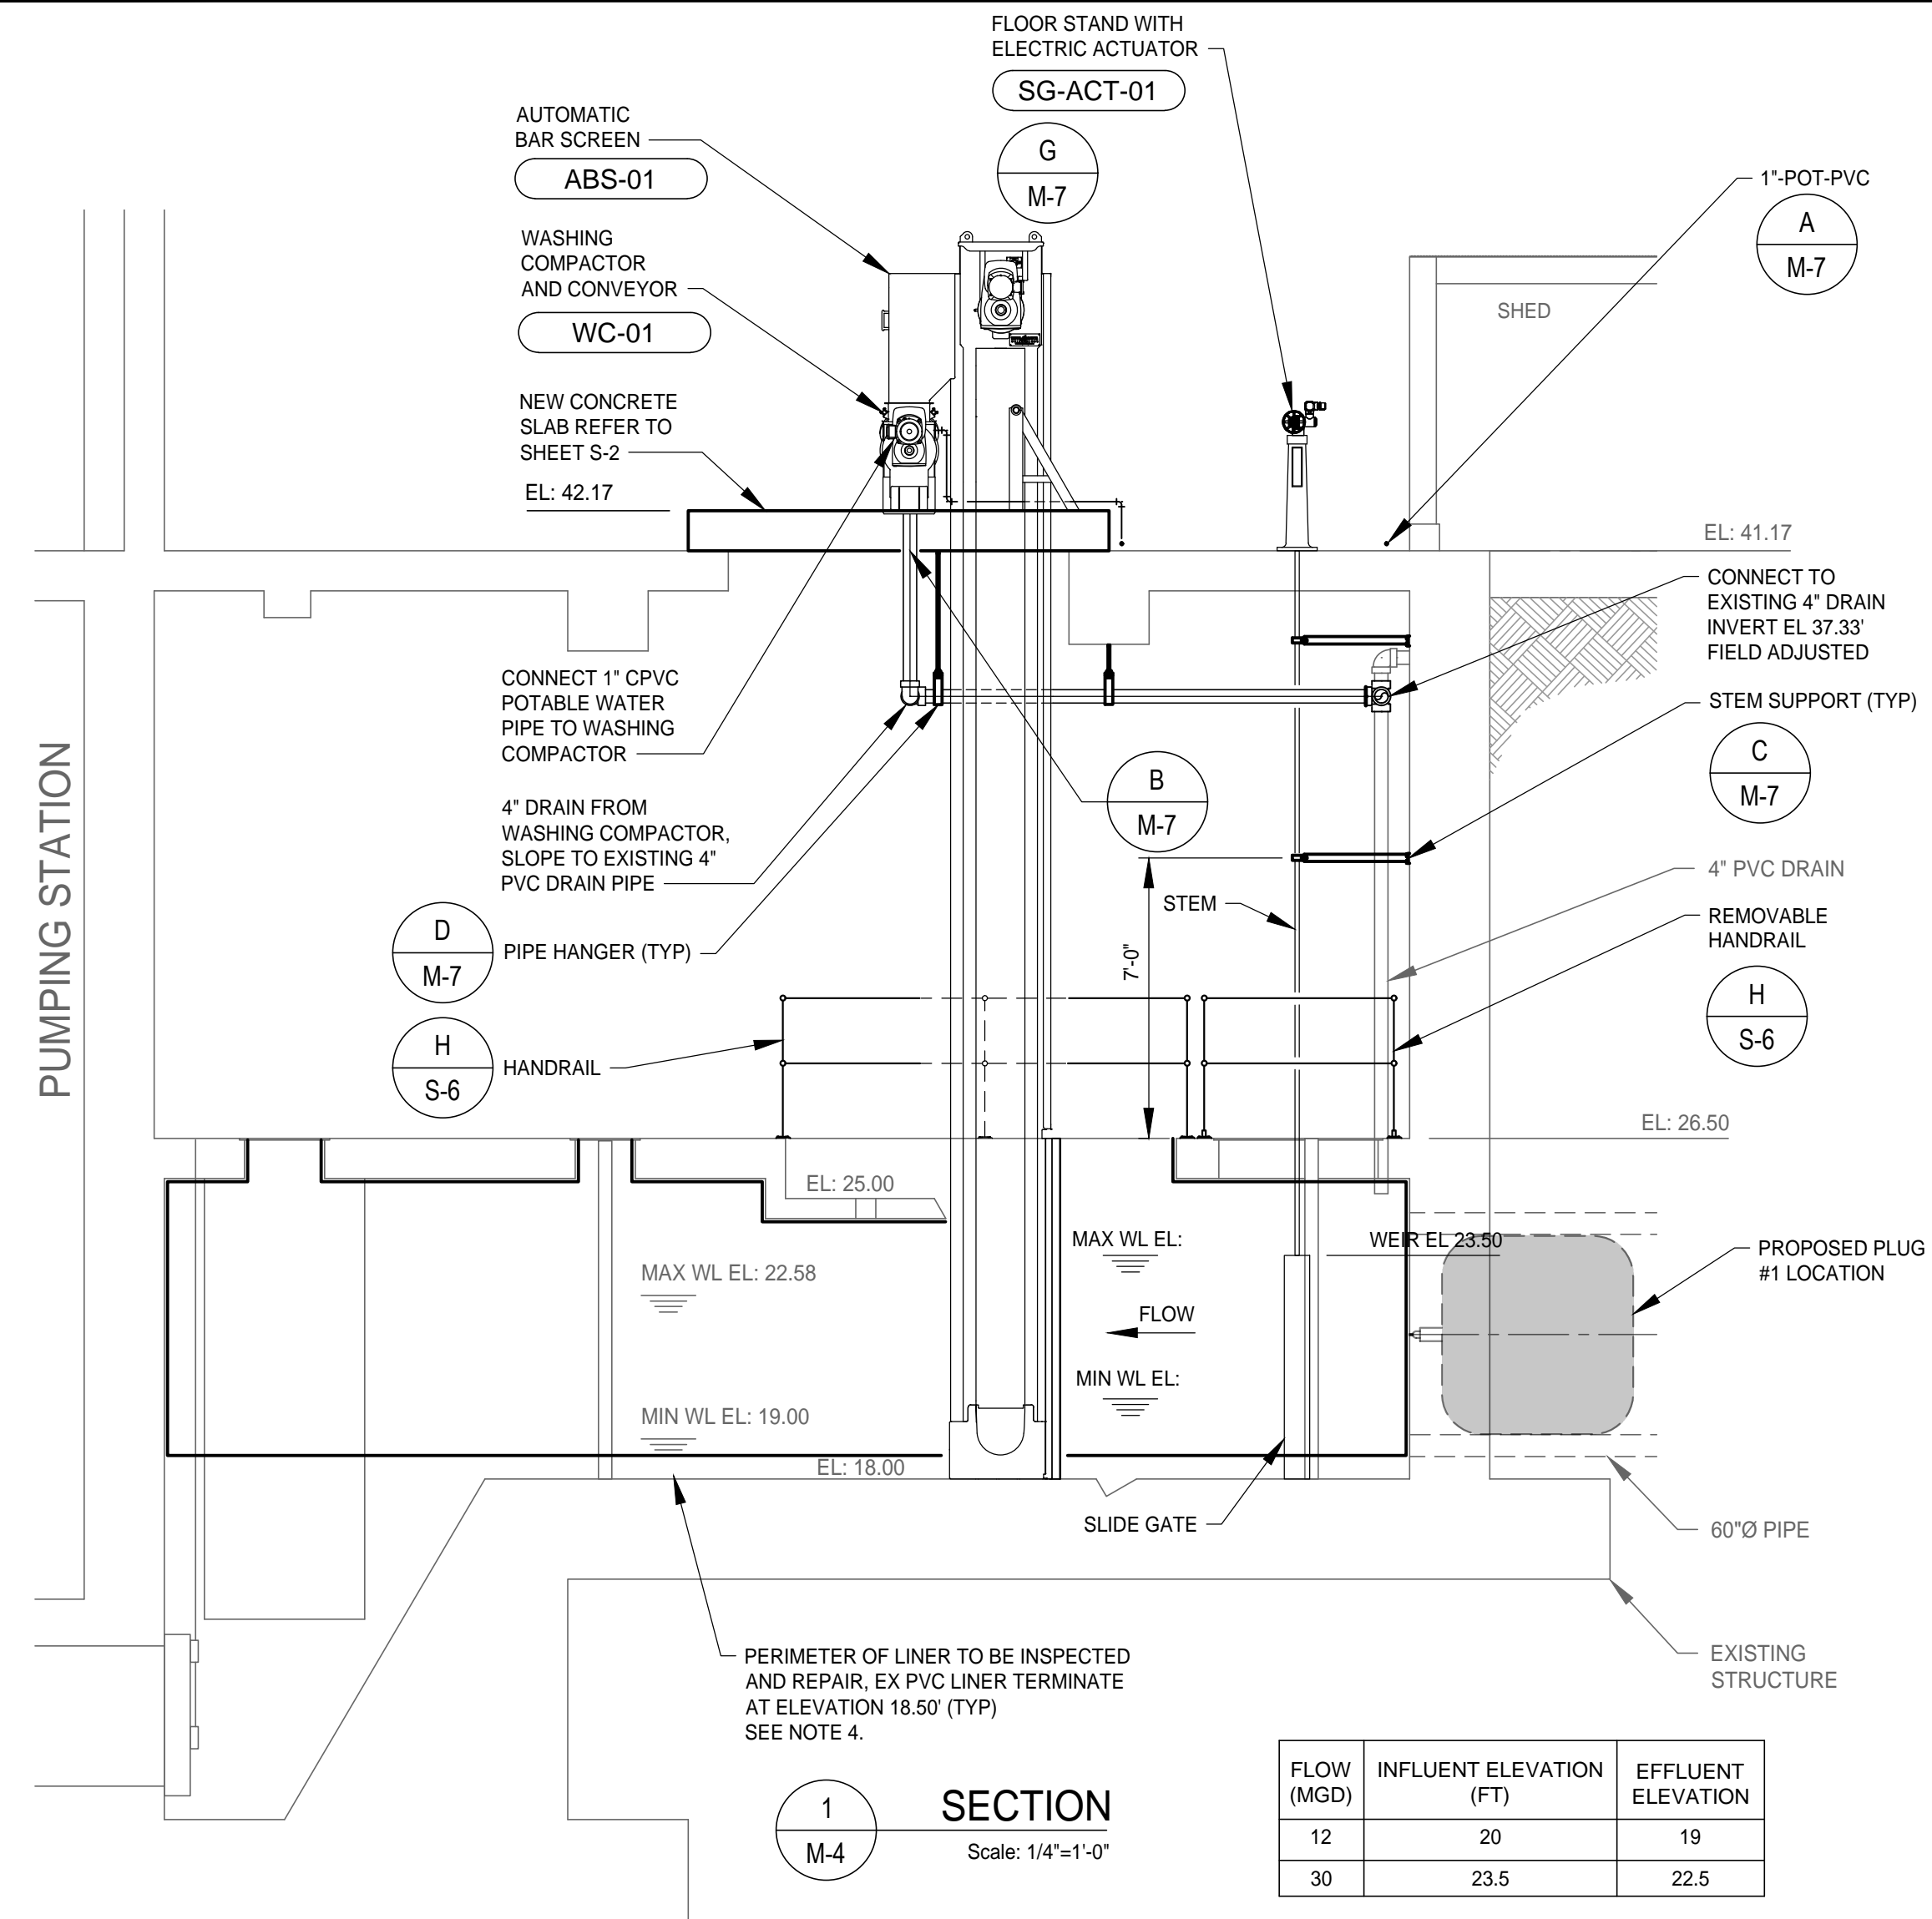 FLOOR STAND WITH
ELECTRIC ACTUATOR
SG-ACT-01
G
M-7
AUTOMATIC
BAR SCREEN
ABS-01
WASHING
COMPACTOR
AND CONVEYOR
WC-01
NEW CONCRETE
SLAB REFER TO
SHEET S-2
EL: 42.17
1"-POT-PVC
A
M-7
SHED
EL: 41.17
CONNECT TO
EXISTING 4" DRAIN
INVERT EL 37.33'
FIELD ADJUSTED
STEM SUPPORT (TYP)
C
M-7
CONNECT 1" CPVC
POTABLE WATER
PIPE TO WASHING
COMPACTOR
4" DRAIN FROM
WASHING COMPACTOR,
SLOPE TO EXISTING 4"
PVC DRAIN PIPE
B
M-7
D
M-7
PIPE HANGER (TYP)
H
S-6
HANDRAIL
STEM
7'-0"
4" PVC DRAIN
REMOVABLE
HANDRAIL
H
S-6
PUMPING STATION
EL: 26.50
EL: 25.00
MAX WL EL: 22.58
MAX WL EL:
WEIR EL 23.50
PROPOSED PLUG
#1 LOCATION
FLOW
MIN WL EL:
MIN WL EL: 19.00
EL: 18.00
SLIDE GATE
60"Ø PIPE
EXISTING
STRUCTURE
PERIMETER OF LINER TO BE INSPECTED
AND REPAIR, EX PVC LINER TERMINATE
AT ELEVATION 18.50' (TYP)
SEE NOTE 4.
1
M-4
SECTION
Scale: 1/4"=1'-0"
FLOW (MGD) INFLUENT ELEVATION (FT) EFFLUENT ELEVATION
12 20 19
30 23.5 22.5